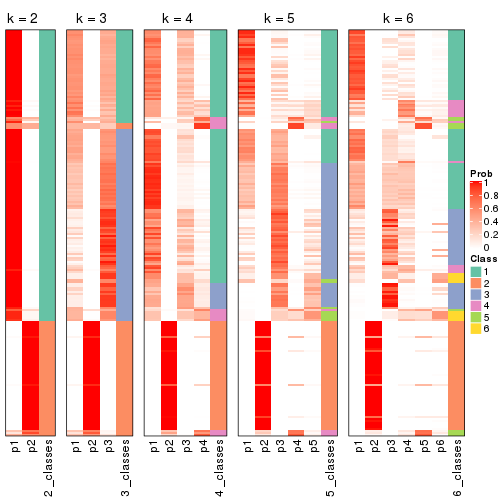 k = 2
k = 3
k = 4
k = 5
k = 6
Prob
1
0.8
0.6
0.4
0.2
0
Class
1
2
3
4
5
6
p1
p2
2_classes
p1
p2
p3
3_classes
p1
p2
p3
p4
4_classes
p1
p2
p3
p4
p5
5_classes
p1
p2
p3
p4
p5
p6
6_classes